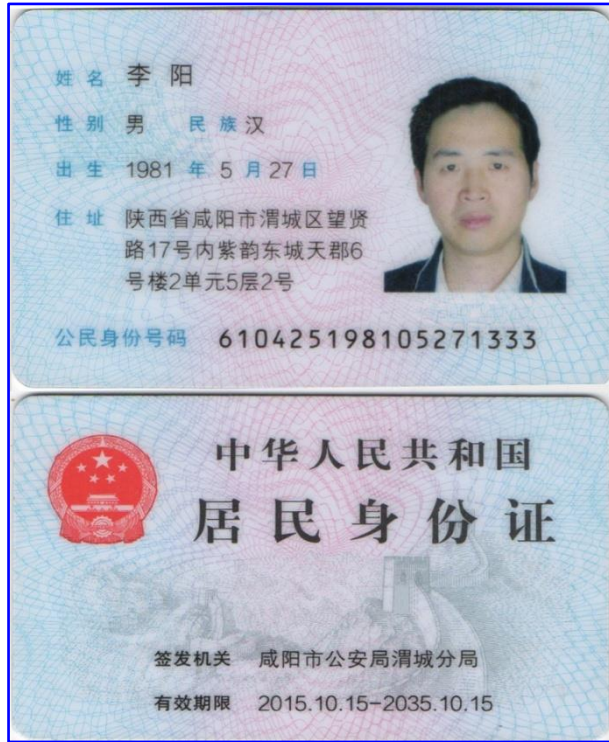 姓名 李阳
性别 男 民族 汉
出生 1981 年 5 月 27 日
住址 陕西省咸阳市渭城区望贤
路17号内紫韵东城天郡6
号楼2单元5层2号
公民身份号码 610425198105271333
中华人民共和国
居民身份证
签发机关 咸阳市公安局渭城分局
有效期限 2015.10.15-2035.10.15